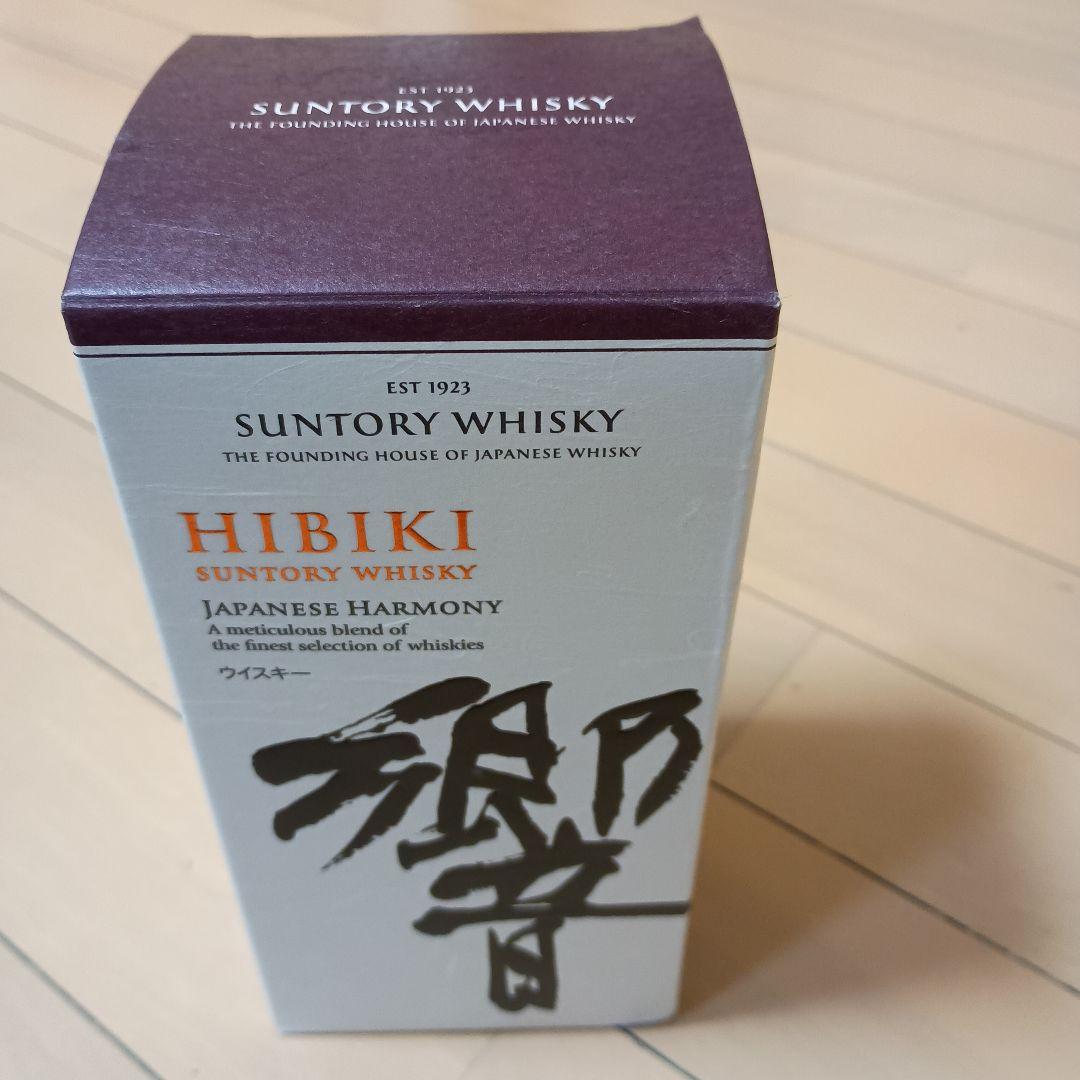 EST 1923
SUNTORY WHISKY
THE FOUNDING HOUSE OF JAPANESE WHISKY
EST 1923
SUNTORY WHISKY
THE FOUNDING HOUSE OF JAPANESE WHISKY
HIBIKI
SUNTORY WHISKY
JAPANESE HARMONY
A meticulous blend of
the finest selection of whiskies
ウイスキー
響